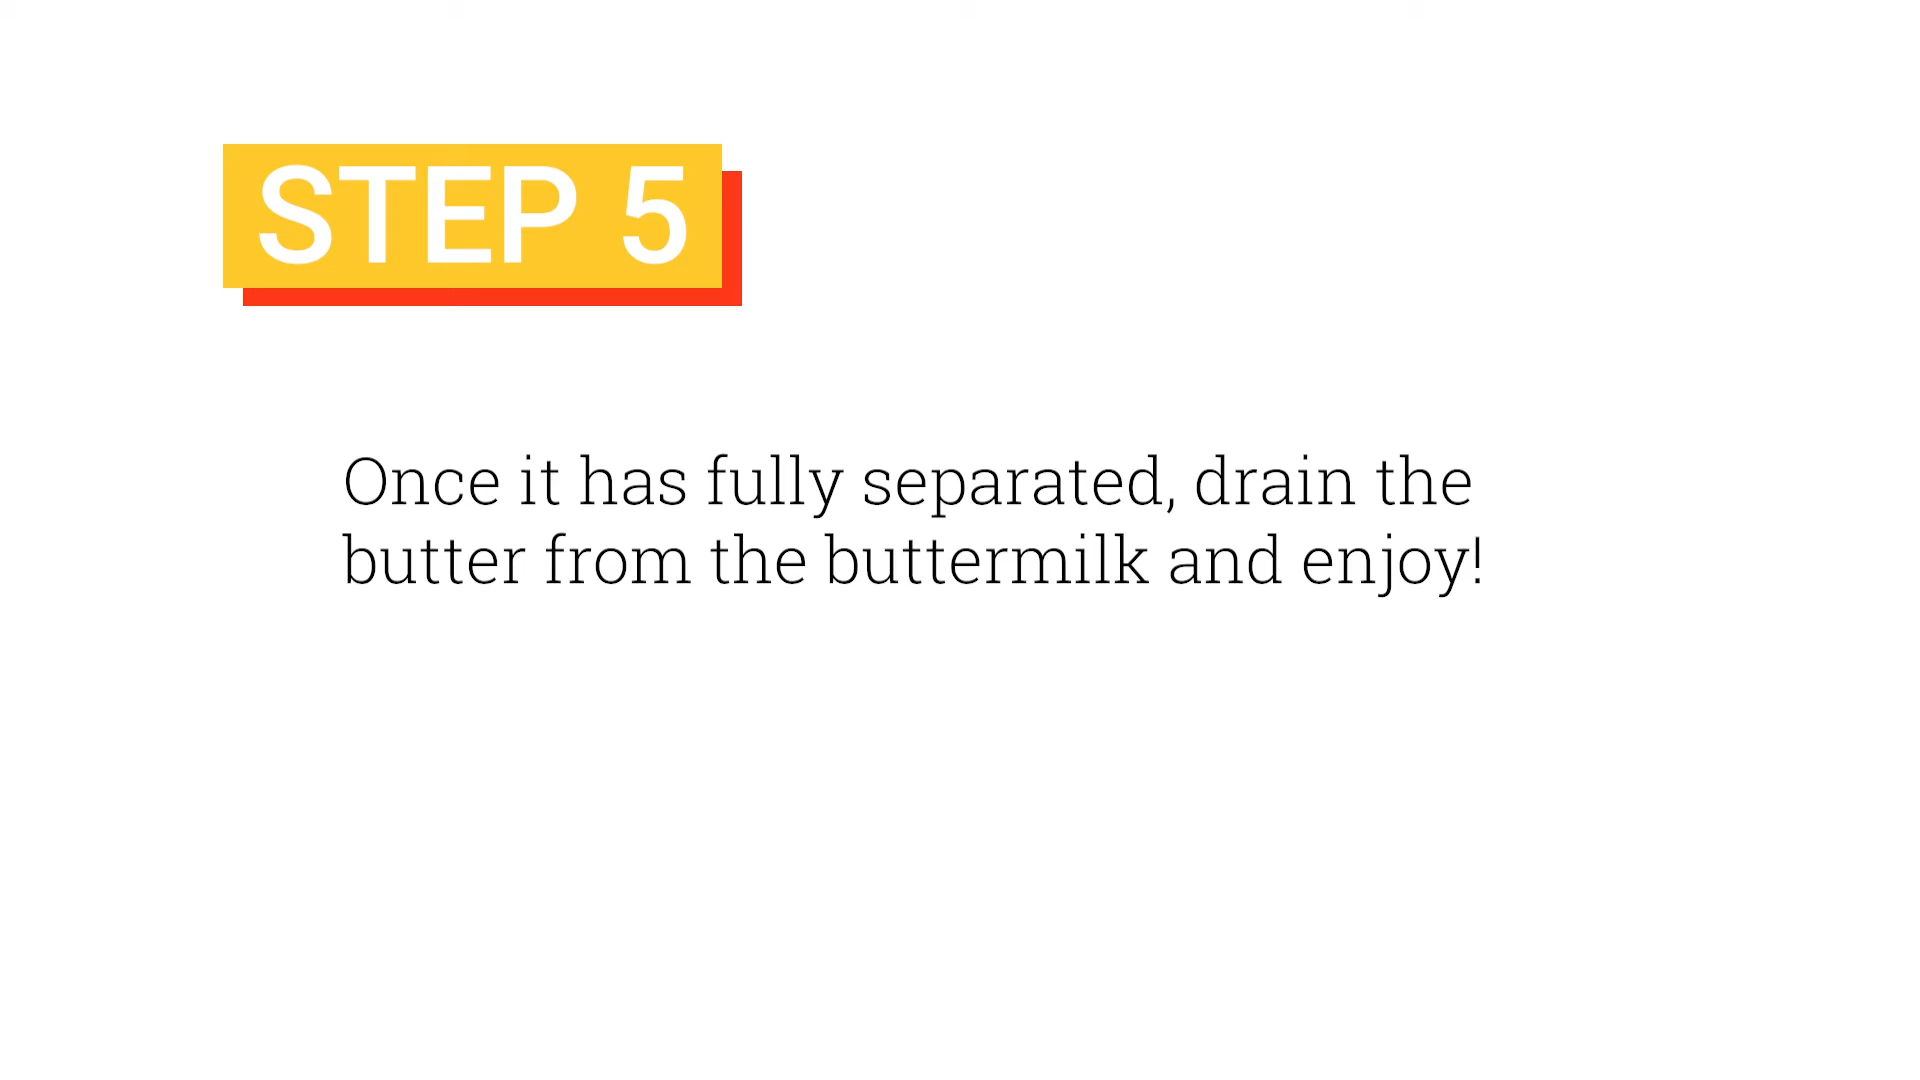 STEP 5
Once it has fully separated, drain the
butter from the buttermilk and enjoy!